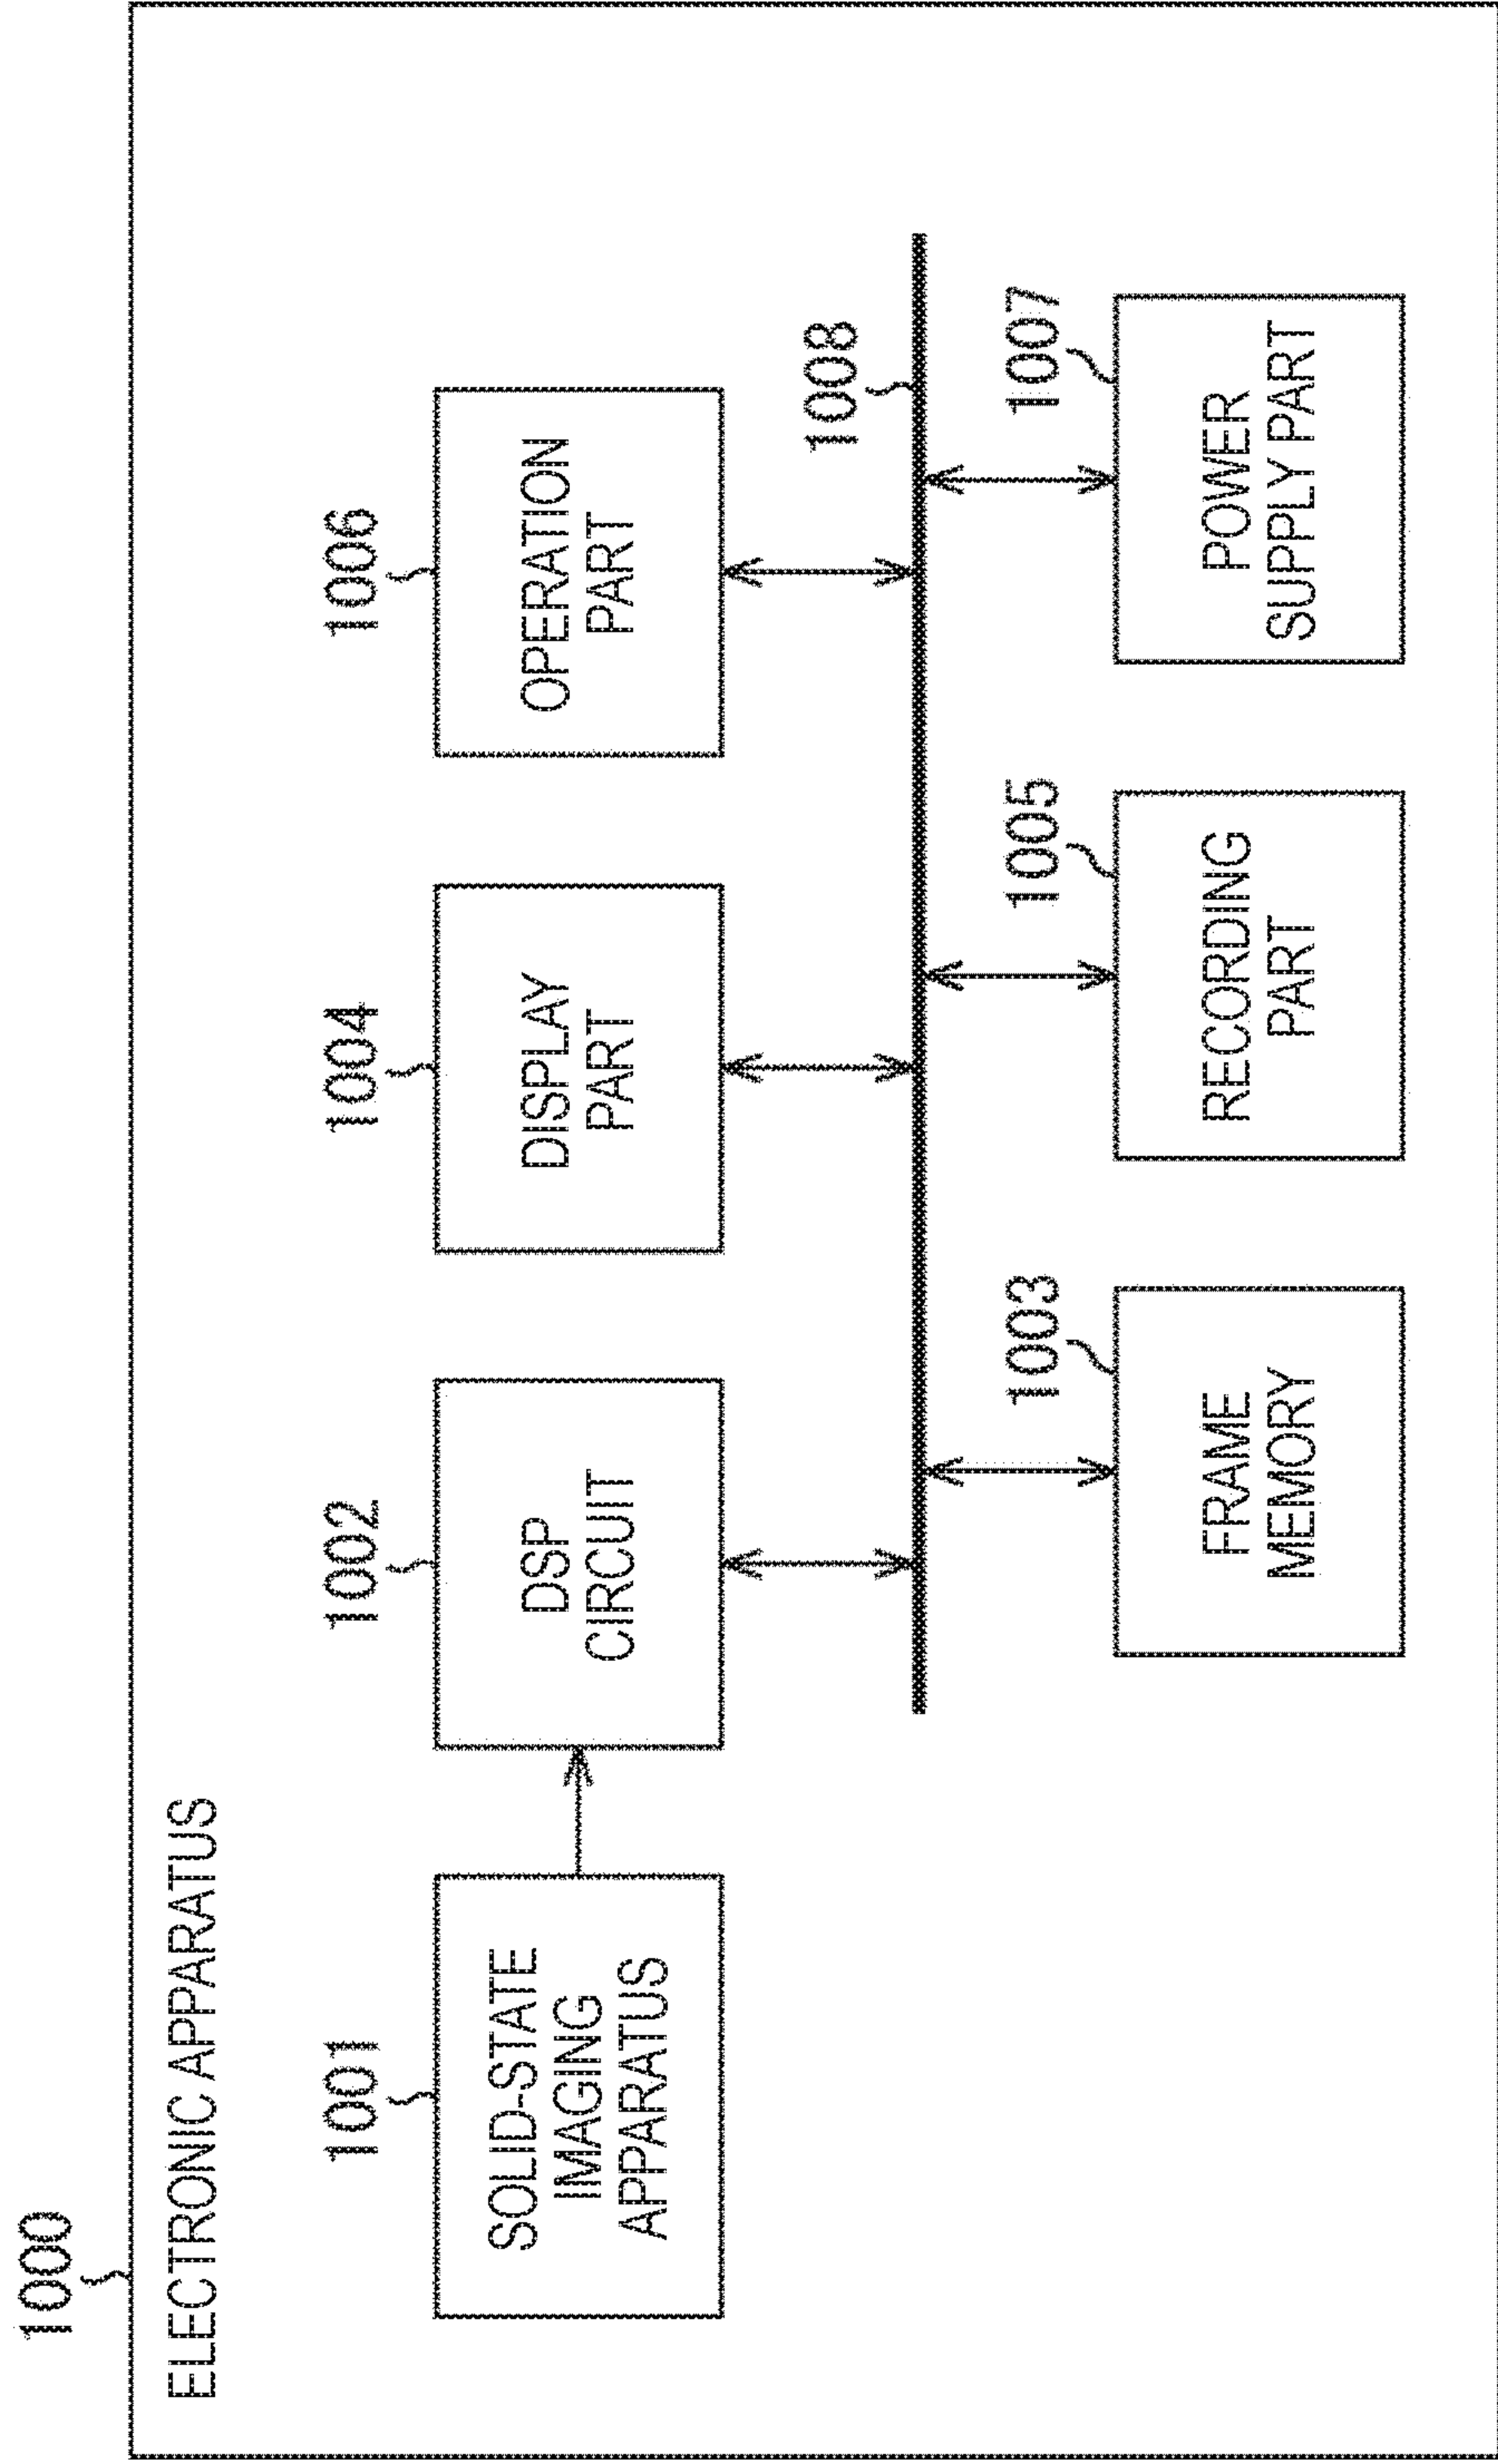 1000
ELECTRONIC APPARATUS
1001
SOLID-STATE
IMAGING
APPARATUS
1002
DSP
CIRCUIT
1004
DISPLAY
PART
1006
OPERATION
PART
1008
1003
FRAME
MEMORY
1005
RECORDING
PART
1007
POWER
SUPPLY PART